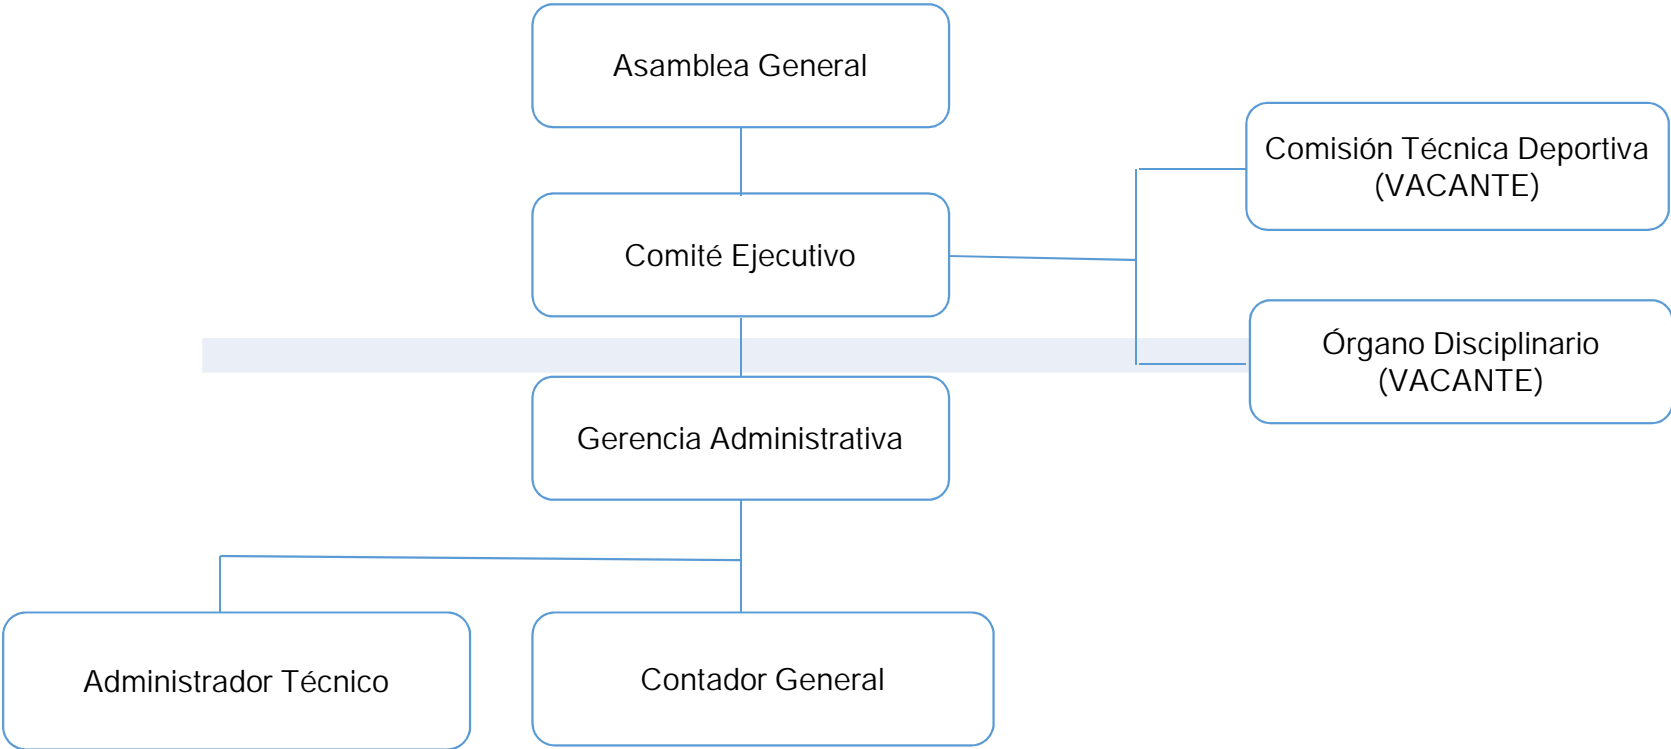 Asamblea General
Comisión Técnica Deportiva
(VACANTE)
Comité Ejecutivo
Órgano Disciplinario
(VACANTE)
Gerencia Administrativa
Administrador Técnico
Contador General